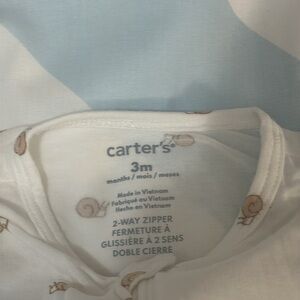 carter's®
3m
months / mois / meses
Made in Vietnam
Fabriqué au Vietnam
Hecho en Vietnam
2-WAY ZIPPER
FERMETURE À
GLISSIÈRE À 2 SENS
DOBLE CIERRE